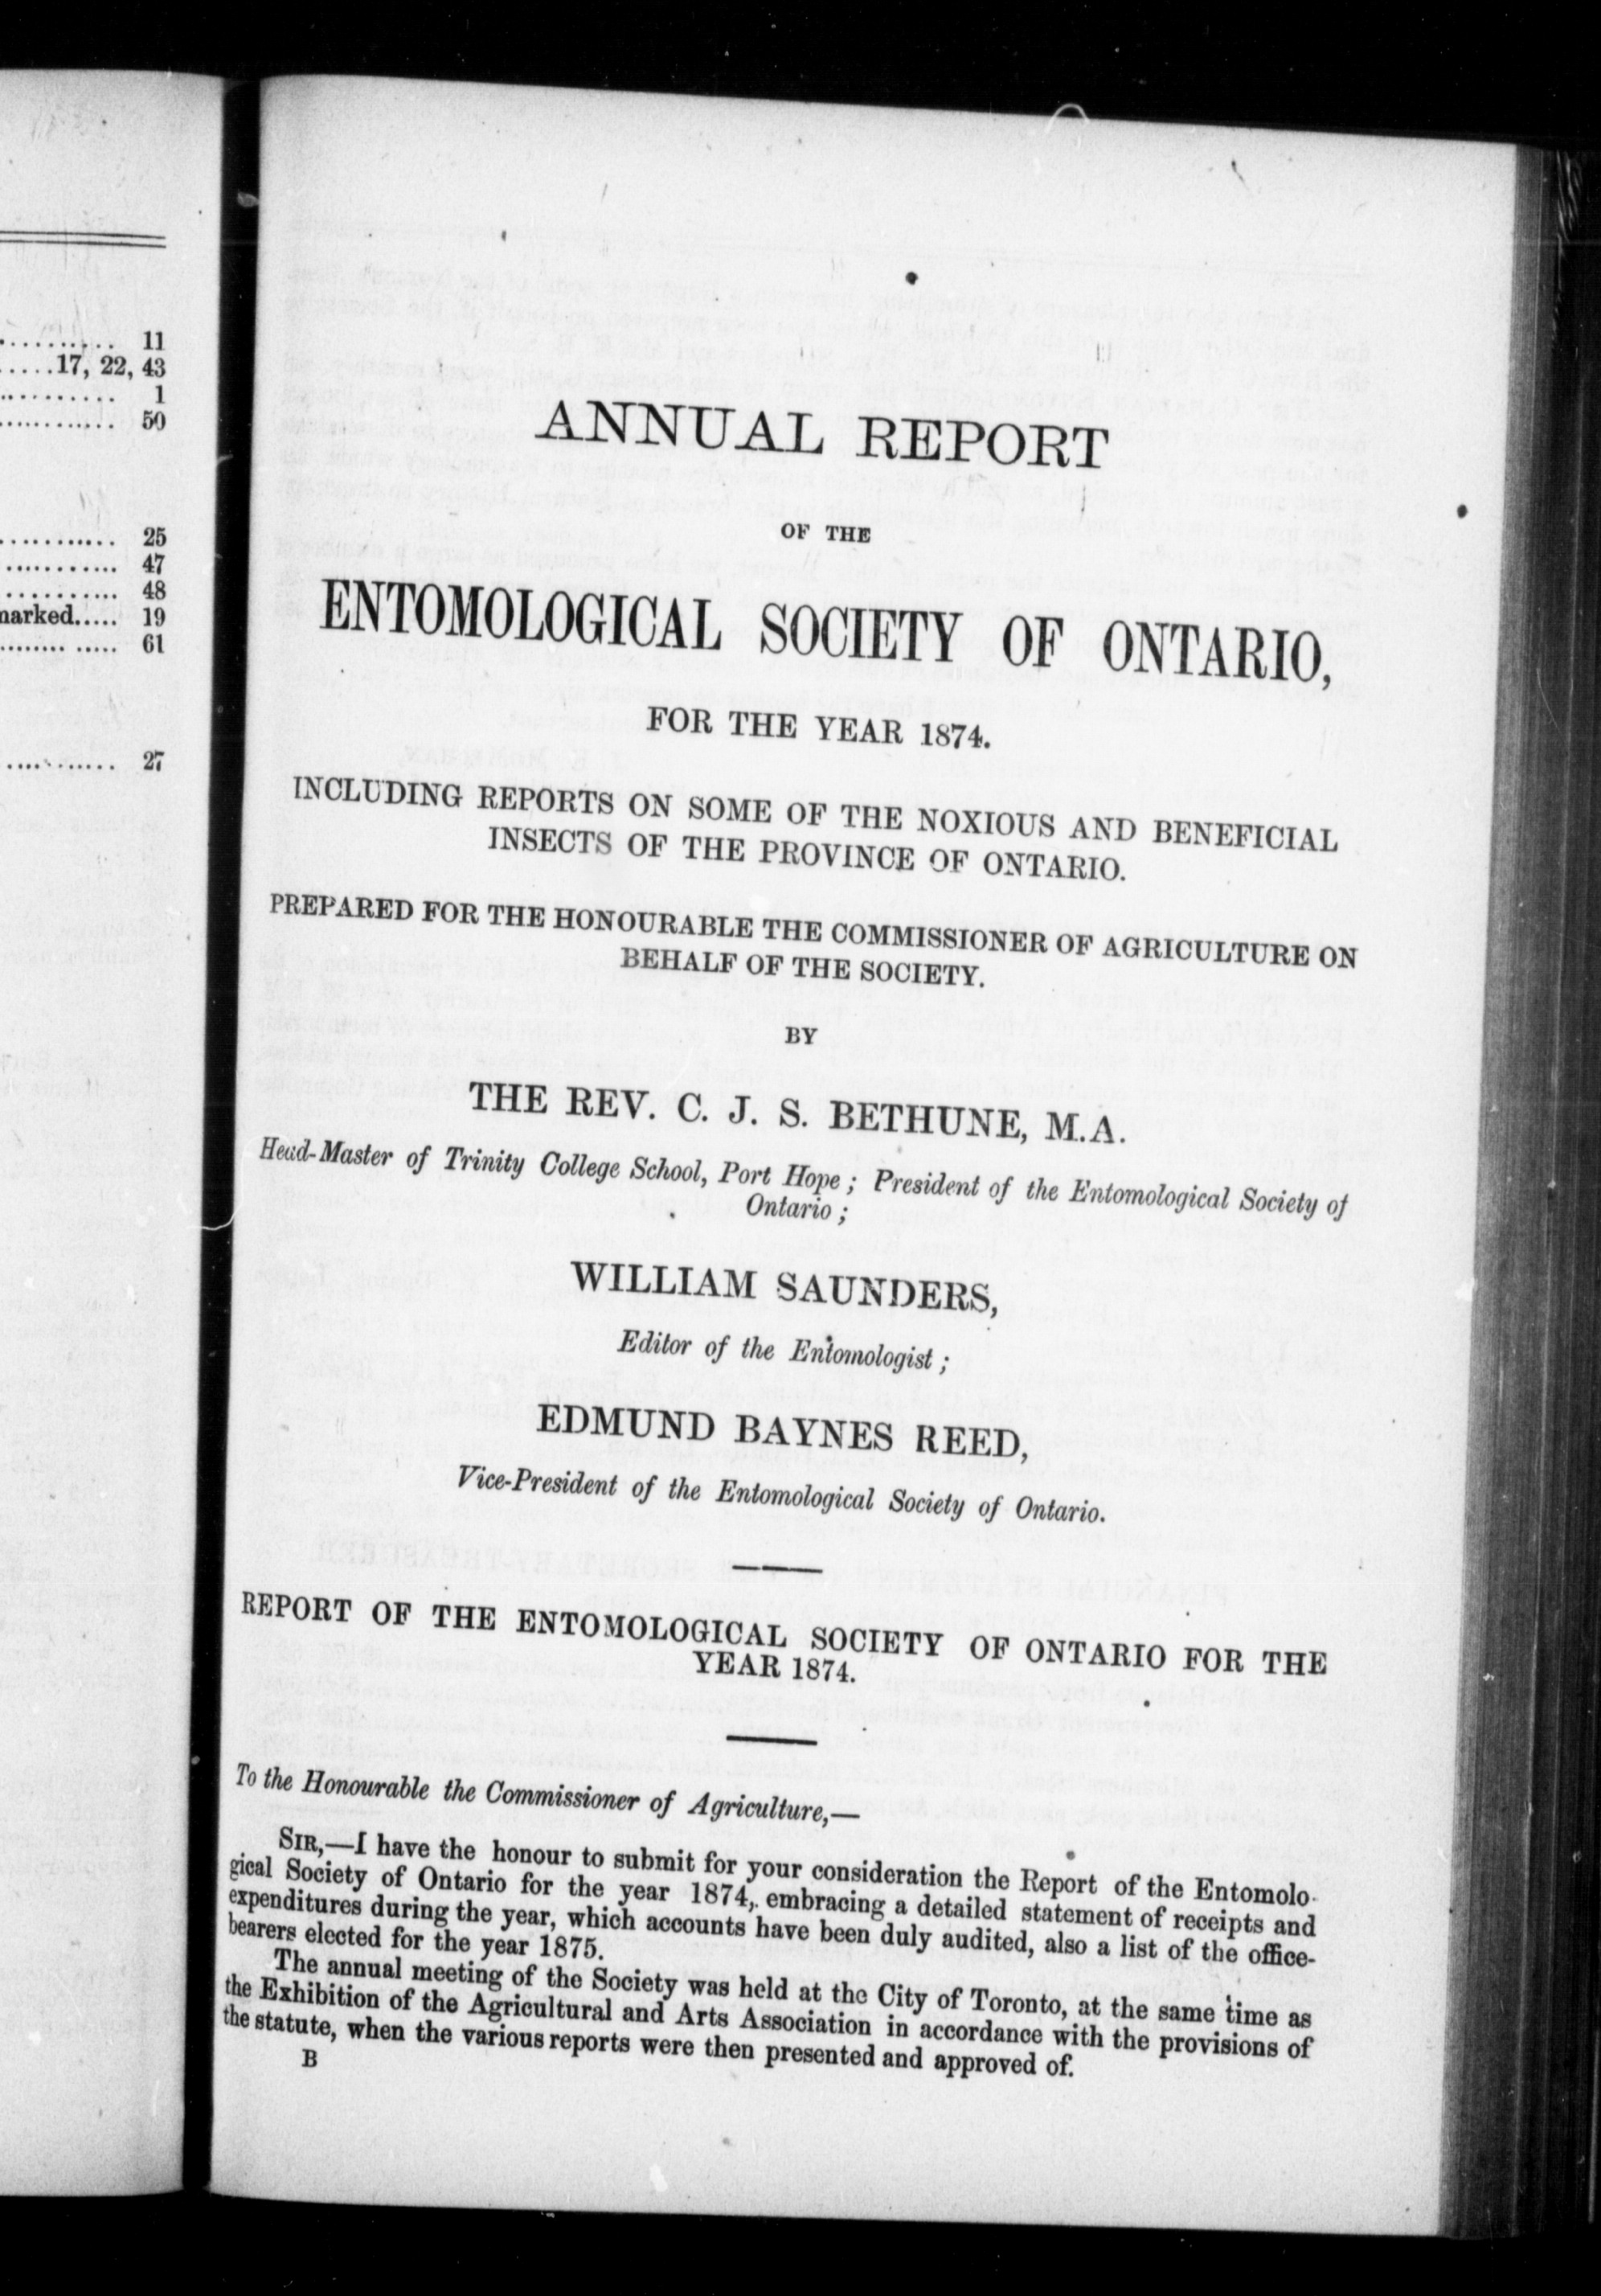 .......... 11
.....17, 22, 43
.......... 1
........... 50
........... 25
........... 47
.......... 48
marked..... 19
........ ..... 61
........... 27
ANNUAL REPORT
OF THE
ENTOMOLOGICAL SOCIETY OF ONTARIO,
FOR THE YEAR 1874.
INCLUDING REPORTS ON SOME OF THE NOXIOUS AND BENEFICIAL
INSECTS OF THE PROVINCE OF ONTARIO.
PREPARED FOR THE HONOURABLE THE COMMISSIONER OF AGRICULTURE ON
BEHALF OF THE SOCIETY.
BY
THE REV. C. J. S. BETHUNE, M.A.
Head-Master of Trinity College School, Port Hope; President of the Entomological Society of
Ontario;
WILLIAM SAUNDERS,
Editor of the Entomologist;
EDMUND BAYNES REED,
Vice-President of the Entomological Society of Ontario.
REPORT OF THE ENTOMOLOGICAL SOCIETY OF ONTARIO FOR THE
YEAR 1874.
To the Honourable the Commissioner of Agriculture,—
SIR,—I have the honour to submit for your consideration the Report of the Entomolo-
gical Society of Ontario for the year 1874, embracing a detailed statement of receipts and
expenditures during the year, which accounts have been duly audited, also a list of the office-
bearers elected for the year 1875.
The annual meeting of the Society was held at the City of Toronto, at the same time as
the Exhibition of the Agricultural and Arts Association in accordance with the provisions of
the statute, when the various reports were then presented and approved of.
B